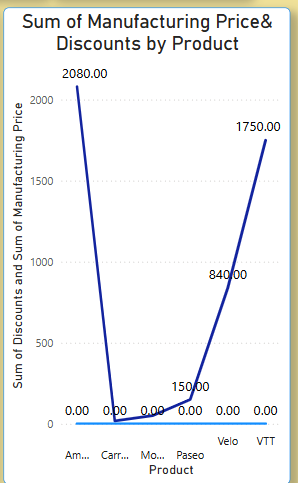 Sum of Manufacturing Price&
Discounts by Product
Sum of Discounts and Sum of Manufacturing Price
2000
1500
1000
500
0
2080.00
1750.00
840.00
150.00
0.00 0.00 0.00 0.00 0.00 0.00
Am... Carr... Mo... Paseo Velo VTT
Product